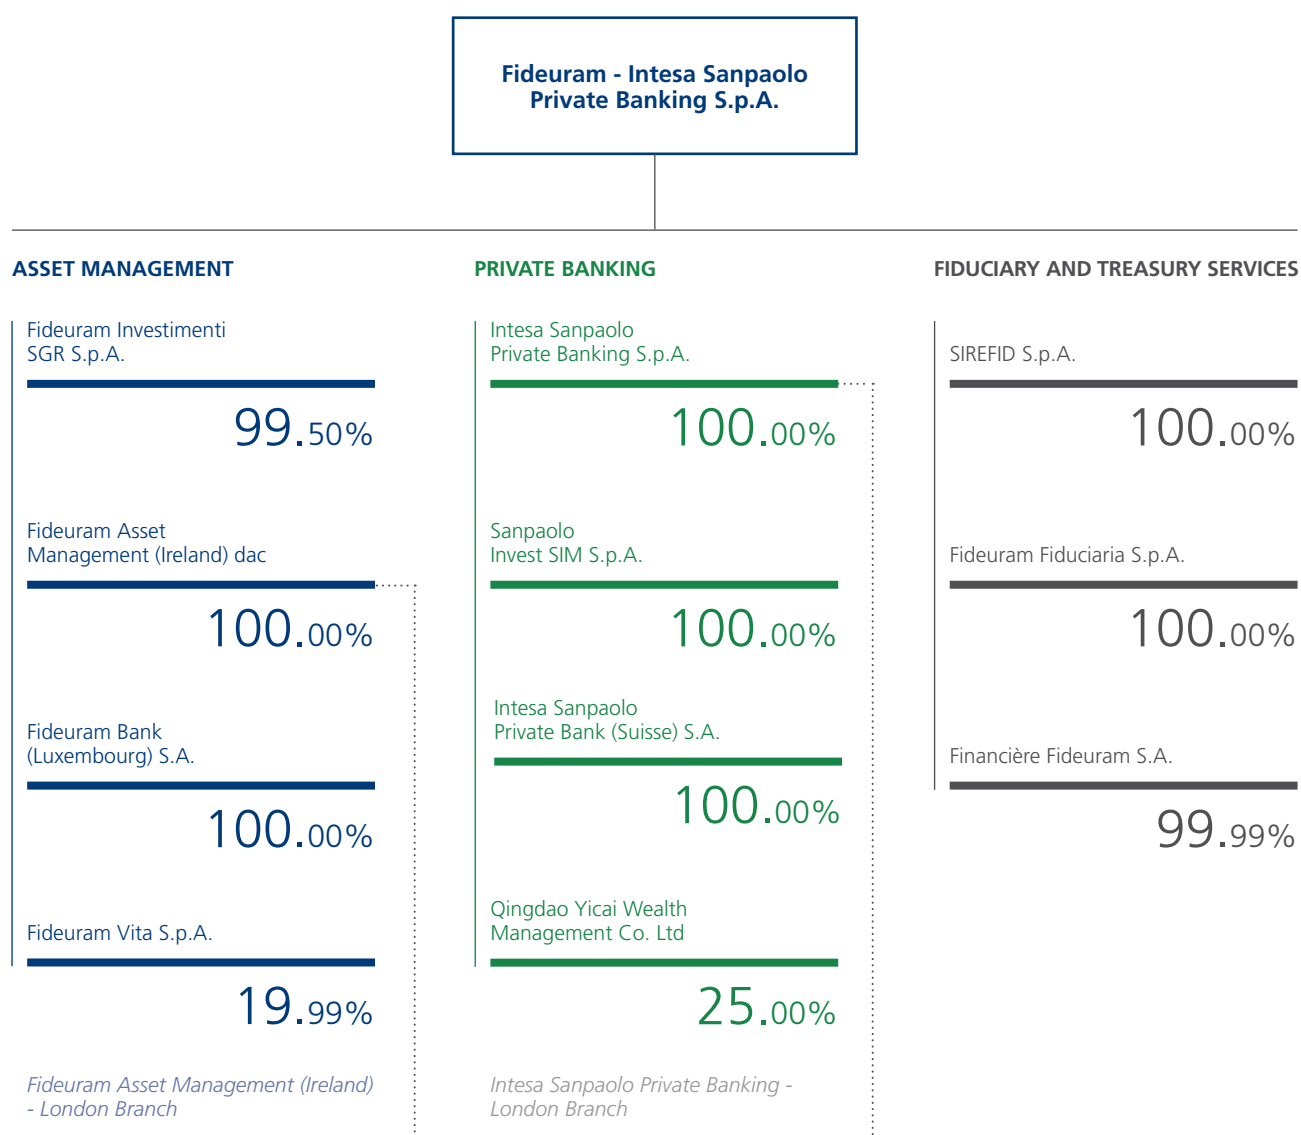 Fideuram - Intesa Sanpaolo
Private Banking S.p.A.
ASSET MANAGEMENT
Fideuram Investimenti
SGR S.p.A.
99.50%
Fideuram Asset
Management (Ireland) dac
100.00%
Fideuram Bank
(Luxembourg) S.A.
100.00%
Fideuram Vita S.p.A.
19.99%
Fideuram Asset Management (Ireland)
- London Branch
PRIVATE BANKING
Intesa Sanpaolo
Private Banking S.p.A.
100.00%
Sanpaolo
Invest SIM S.p.A.
100.00%
Intesa Sanpaolo
Private Bank (Suisse) S.A.
100.00%
Qingdao Yicai Wealth
Management Co. Ltd
25.00%
Intesa Sanpaolo Private Banking -
London Branch
FIDUCIARY AND TREASURY SERVICES
SIREFID S.p.A.
100.00%
Fideuram Fiduciaria S.p.A.
100.00%
Financière Fideuram S.A.
99.99%